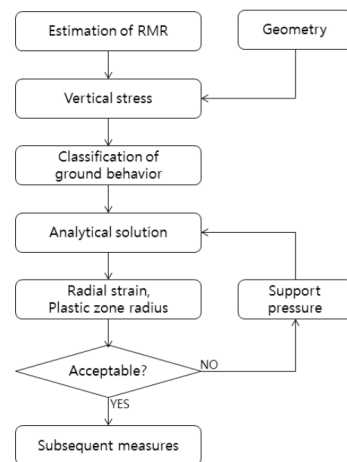 Estimation of RMR
Geometry
Vertical stress
Classification of
ground behavior
Analytical solution
Radial strain,
Plastic zone radius
Support
pressure
Acceptable?
NO
YES
Subsequent measures